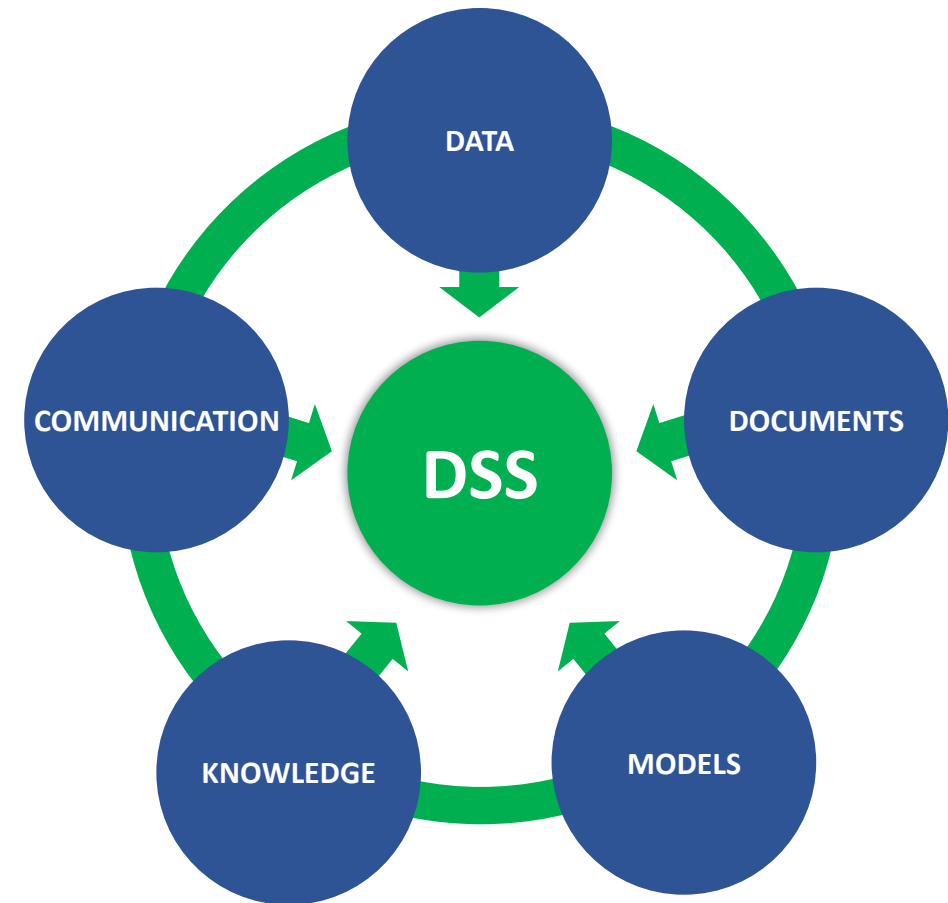 DATA
COMMUNICATION
DOCUMENTS
DSS
KNOWLEDGE
MODELS